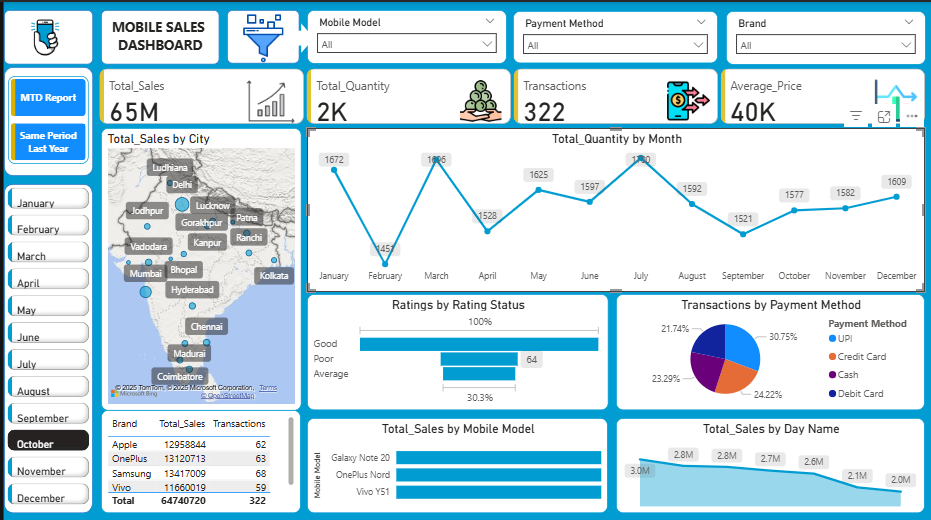 MOBILE SALES
DASHBOARD
Mobile Model
All
Payment Method
All
Brand
All
MTD Report
Same Period
Last Year
Total_Sales
65M
Total_Quantity
2K
Transactions
322
Average_Price
40K
January
February
March
April
May
June
July
August
September
October
November
December
Total_Sales by City
Ludhiana
Delhi
Jodhpur
Lucknow
Gorakhpur
Patna
Kanpur
Ranchi
Vadodara
Mumbai
Bhopal
Kolkata
Hyderabad
Chennai
Madurai
Coimbatore
© 2025 TomTom, © 2025 Microsoft Corporation, Terms
Microsoft Bing
© OpenStreetMap
Total_Quantity by Month
1672
1696
1625
1597
1592
1528
1521
1577
1582
1609
January February March April May June July August September October November December
Ratings by Rating Status
100%
Good
Poor
64
Average
30.3%
Transactions by Payment Method
21.74%
30.75%
23.29%
24.22%
Payment Method
UPI
Credit Card
Cash
Debit Card
Brand Total_Sales Transactions
Apple 12958844 62
OnePlus 13120713 63
Samsung 13417009 68
Vivo 11660019 59
Total 64740720 322
Total_Sales by Mobile Model
Mobile Model
Galaxy Note 20
OnePlus Nord
Vivo Y51
Total_Sales by Day Name
3.0M
2.8M
2.8M
2.7M
2.6M
2.1M
2.0M